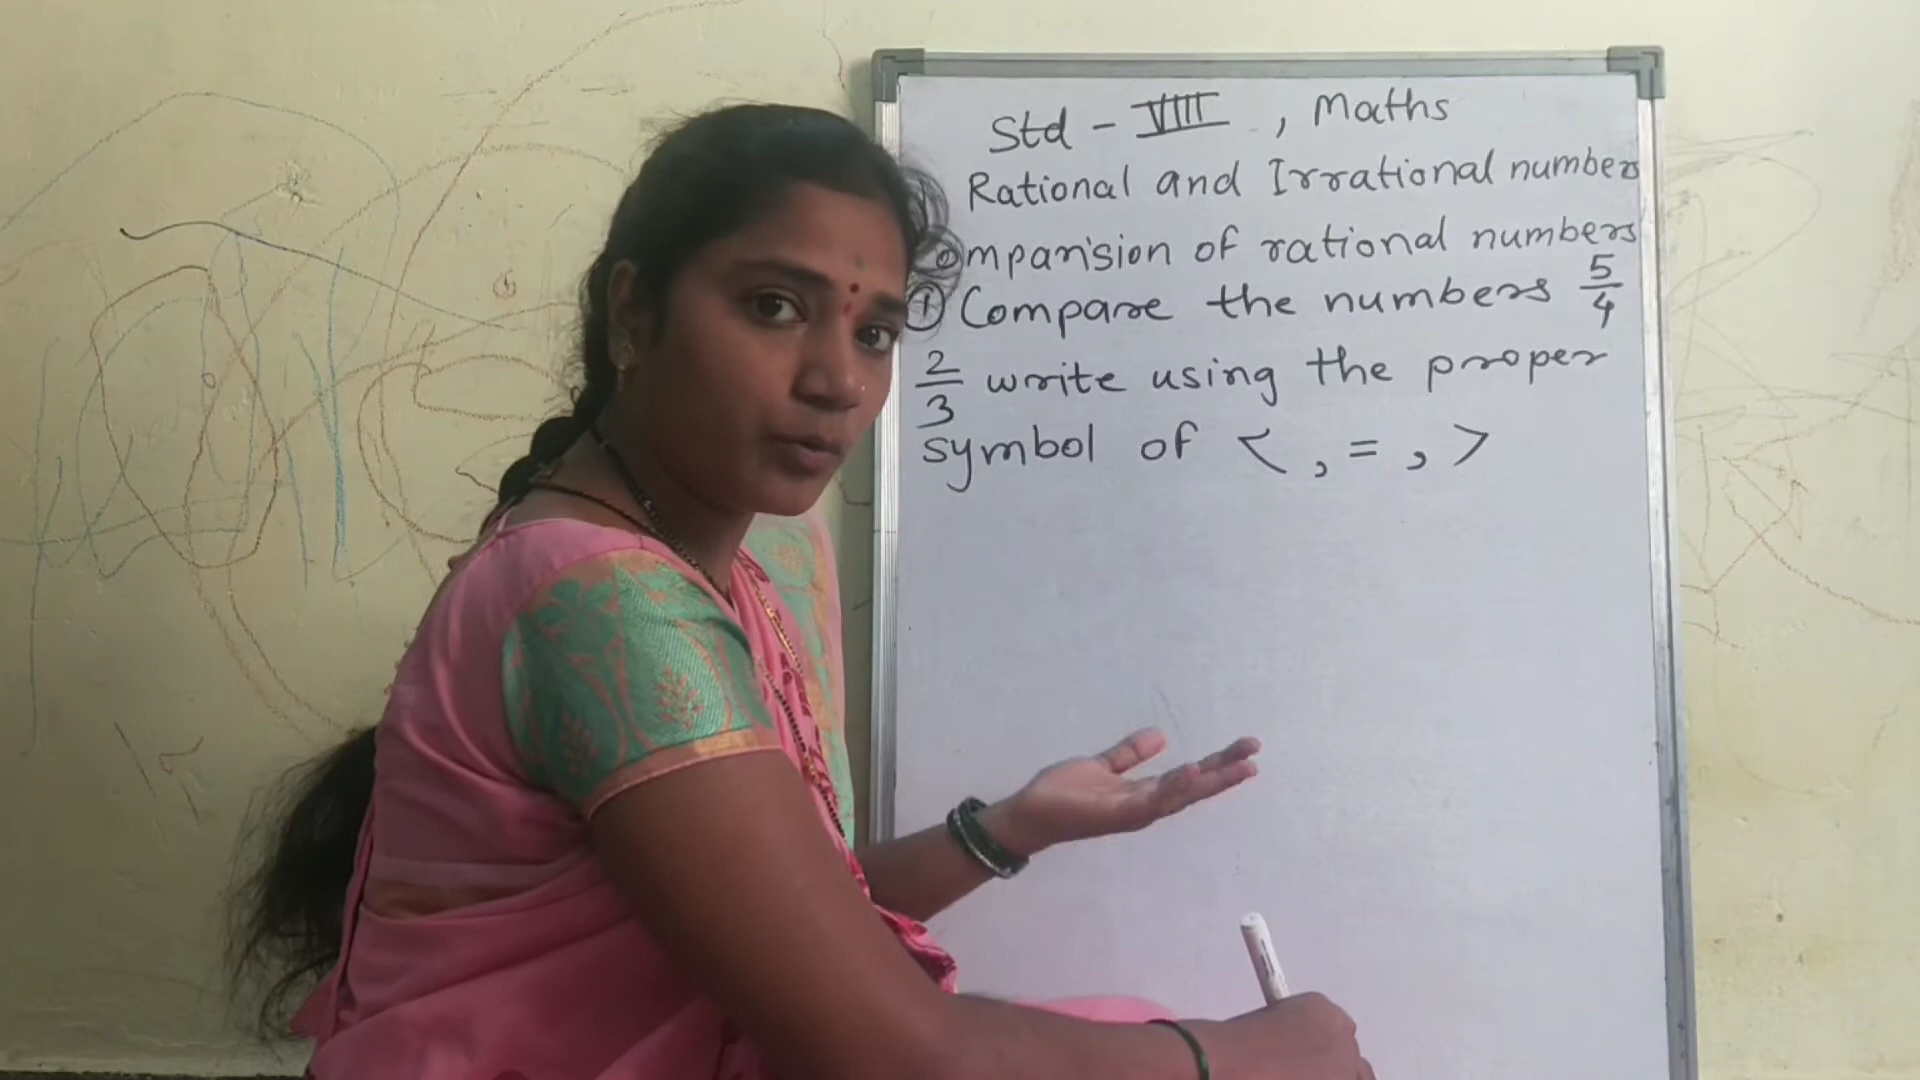 Std - VIII , Maths
Rational and Irrational numbers
omparision of rational numbers
① Compare the numbers 5/4
2/3 write using the proper
symbol of < , = , >